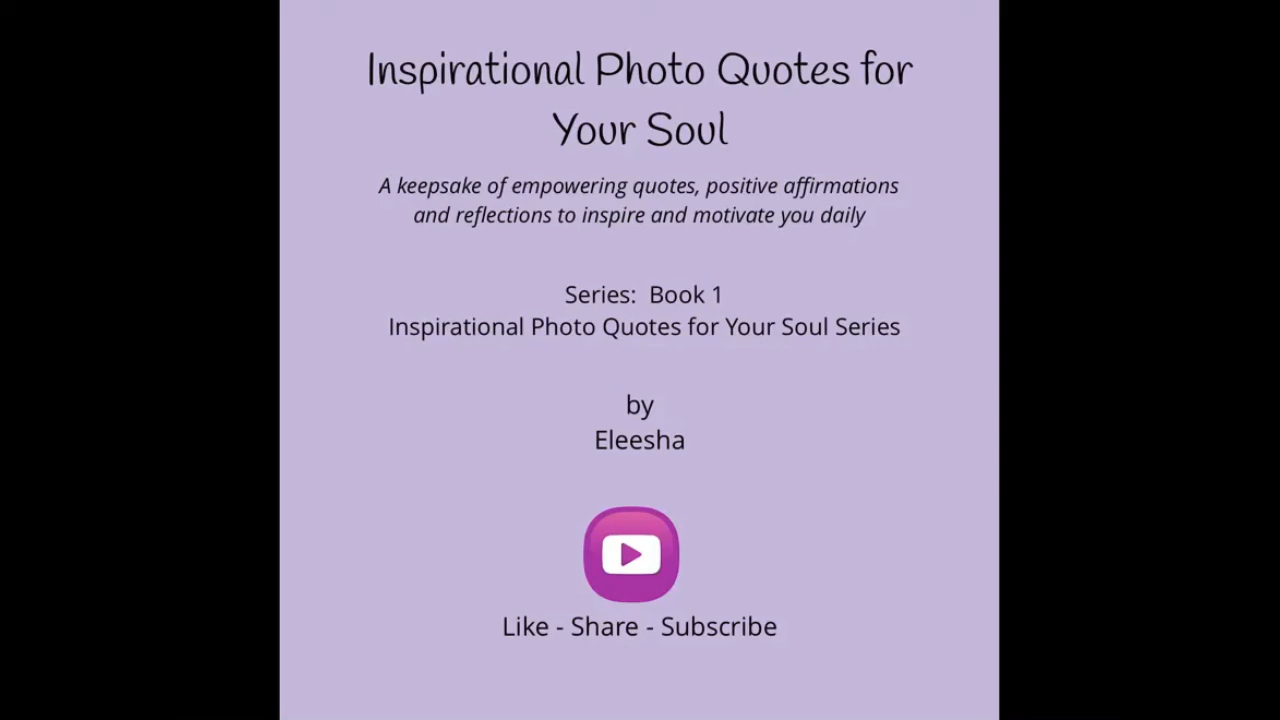 Inspirational Photo Quotes for
Your Soul
A keepsake of empowering quotes, positive affirmations
and reflections to inspire and motivate you daily
Series:  Book 1
Inspirational Photo Quotes for Your Soul Series
by
Eleesha
Like - Share - Subscribe